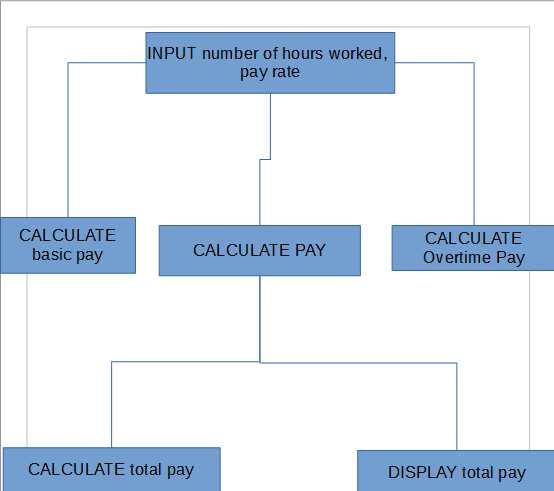 INPUT number of hours worked,
pay rate
CALCULATE
basic pay
CALCULATE PAY
CALCULATE
Overtime Pay
CALCULATE total pay
DISPLAY total pay